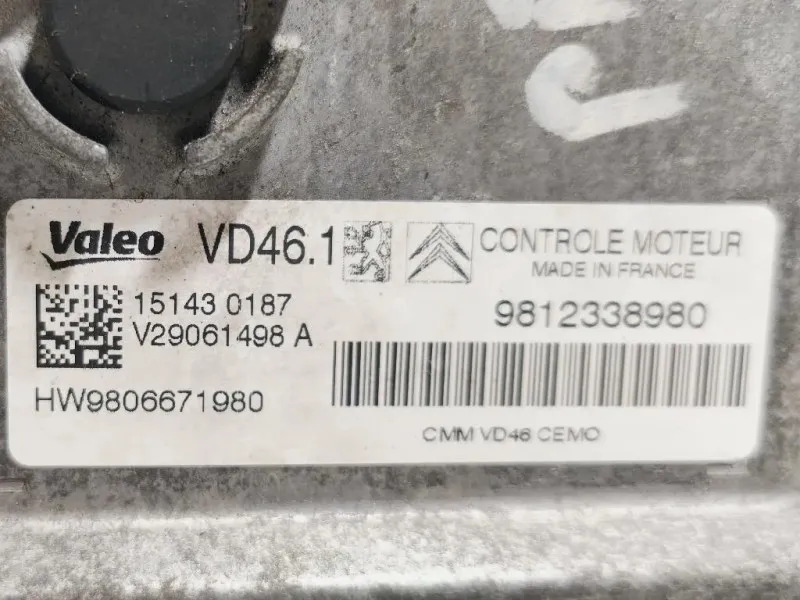 Valeo VD46.1 CONTROLE MOTEUR
MADE IN FRANCE
15143 0187
V29061498 A
9812338980
HW9806671980
CMM VD46 CEMO